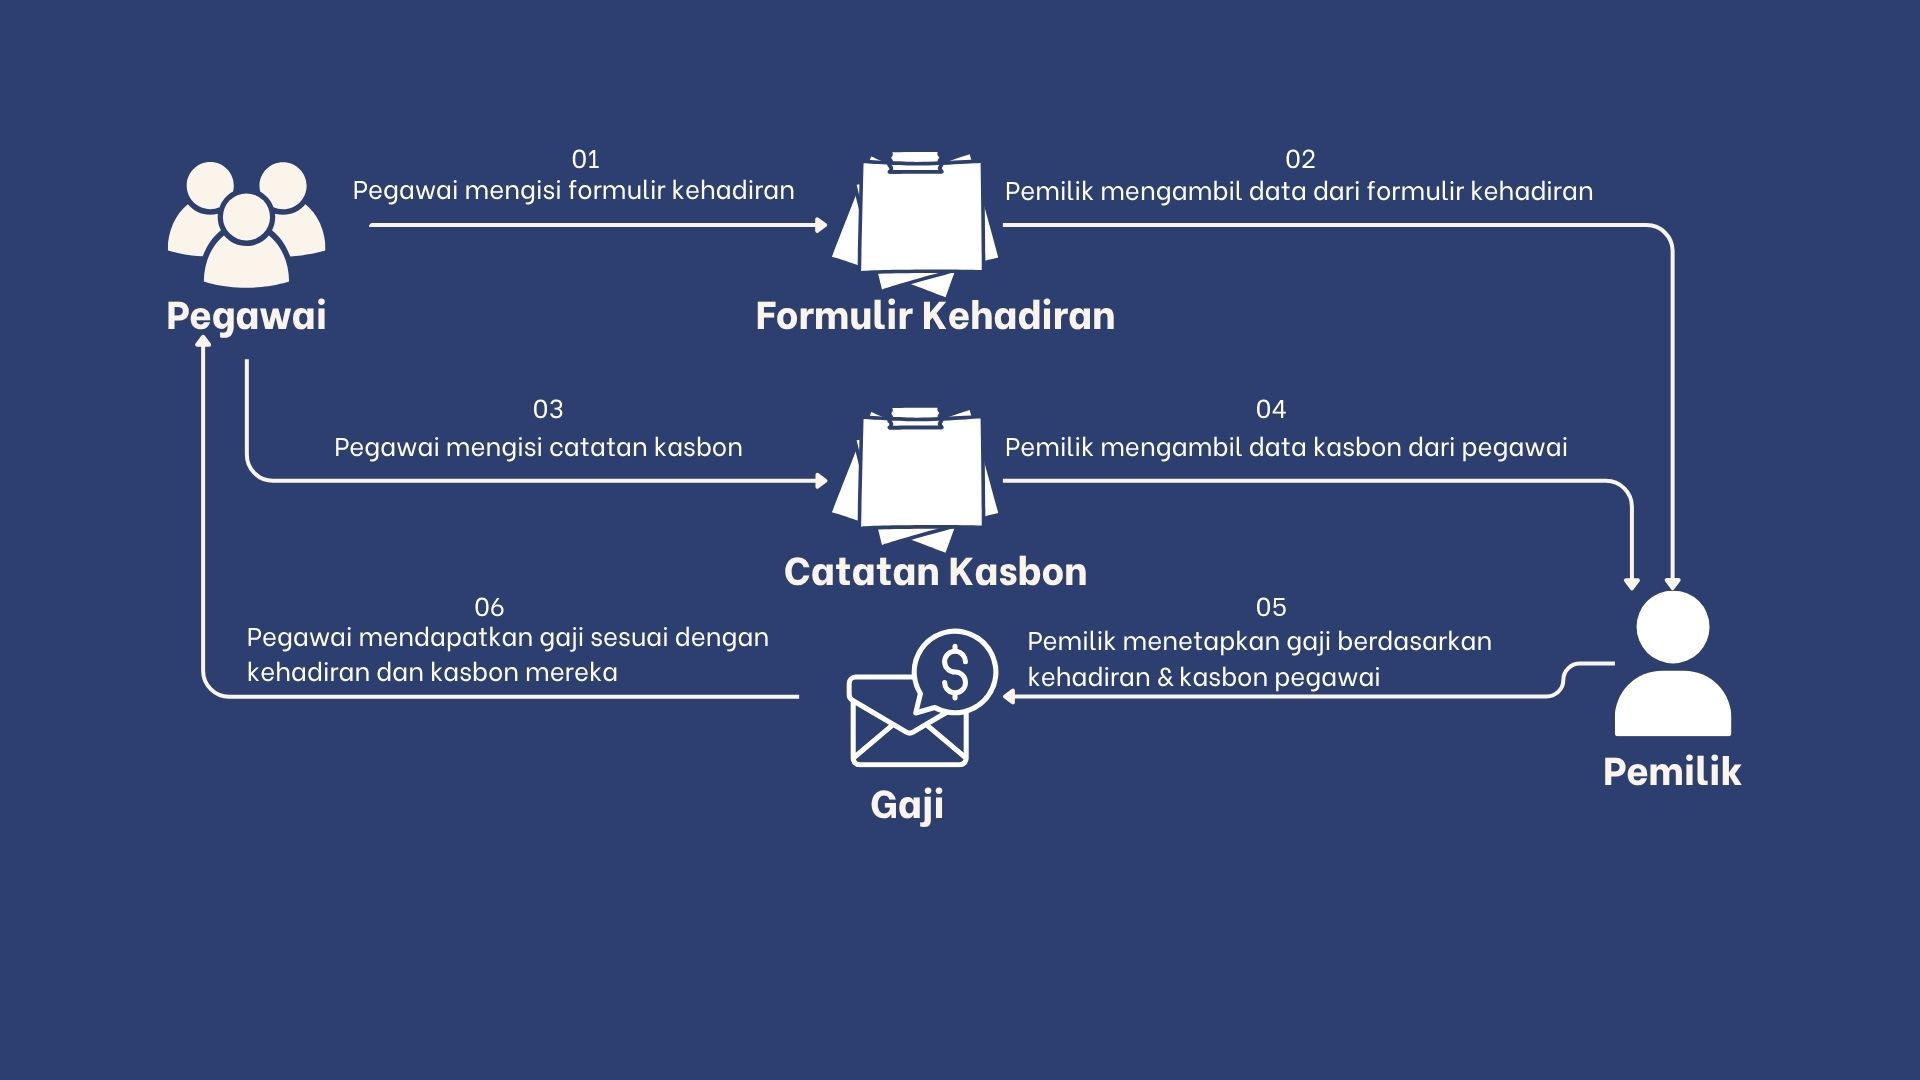 01
Pegawai mengisi formulir kehadiran
02
Pemilik mengambil data dari formulir kehadiran
Pegawai
Formulir Kehadiran
03
Pegawai mengisi catatan kasbon
04
Pemilik mengambil data kasbon dari pegawai
Catatan Kasbon
06
Pegawai mendapatkan gaji sesuai dengan
kehadiran dan kasbon mereka
$
05
Pemilik menetapkan gaji berdasarkan
kehadiran & kasbon pegawai
Gaji
Pemilik